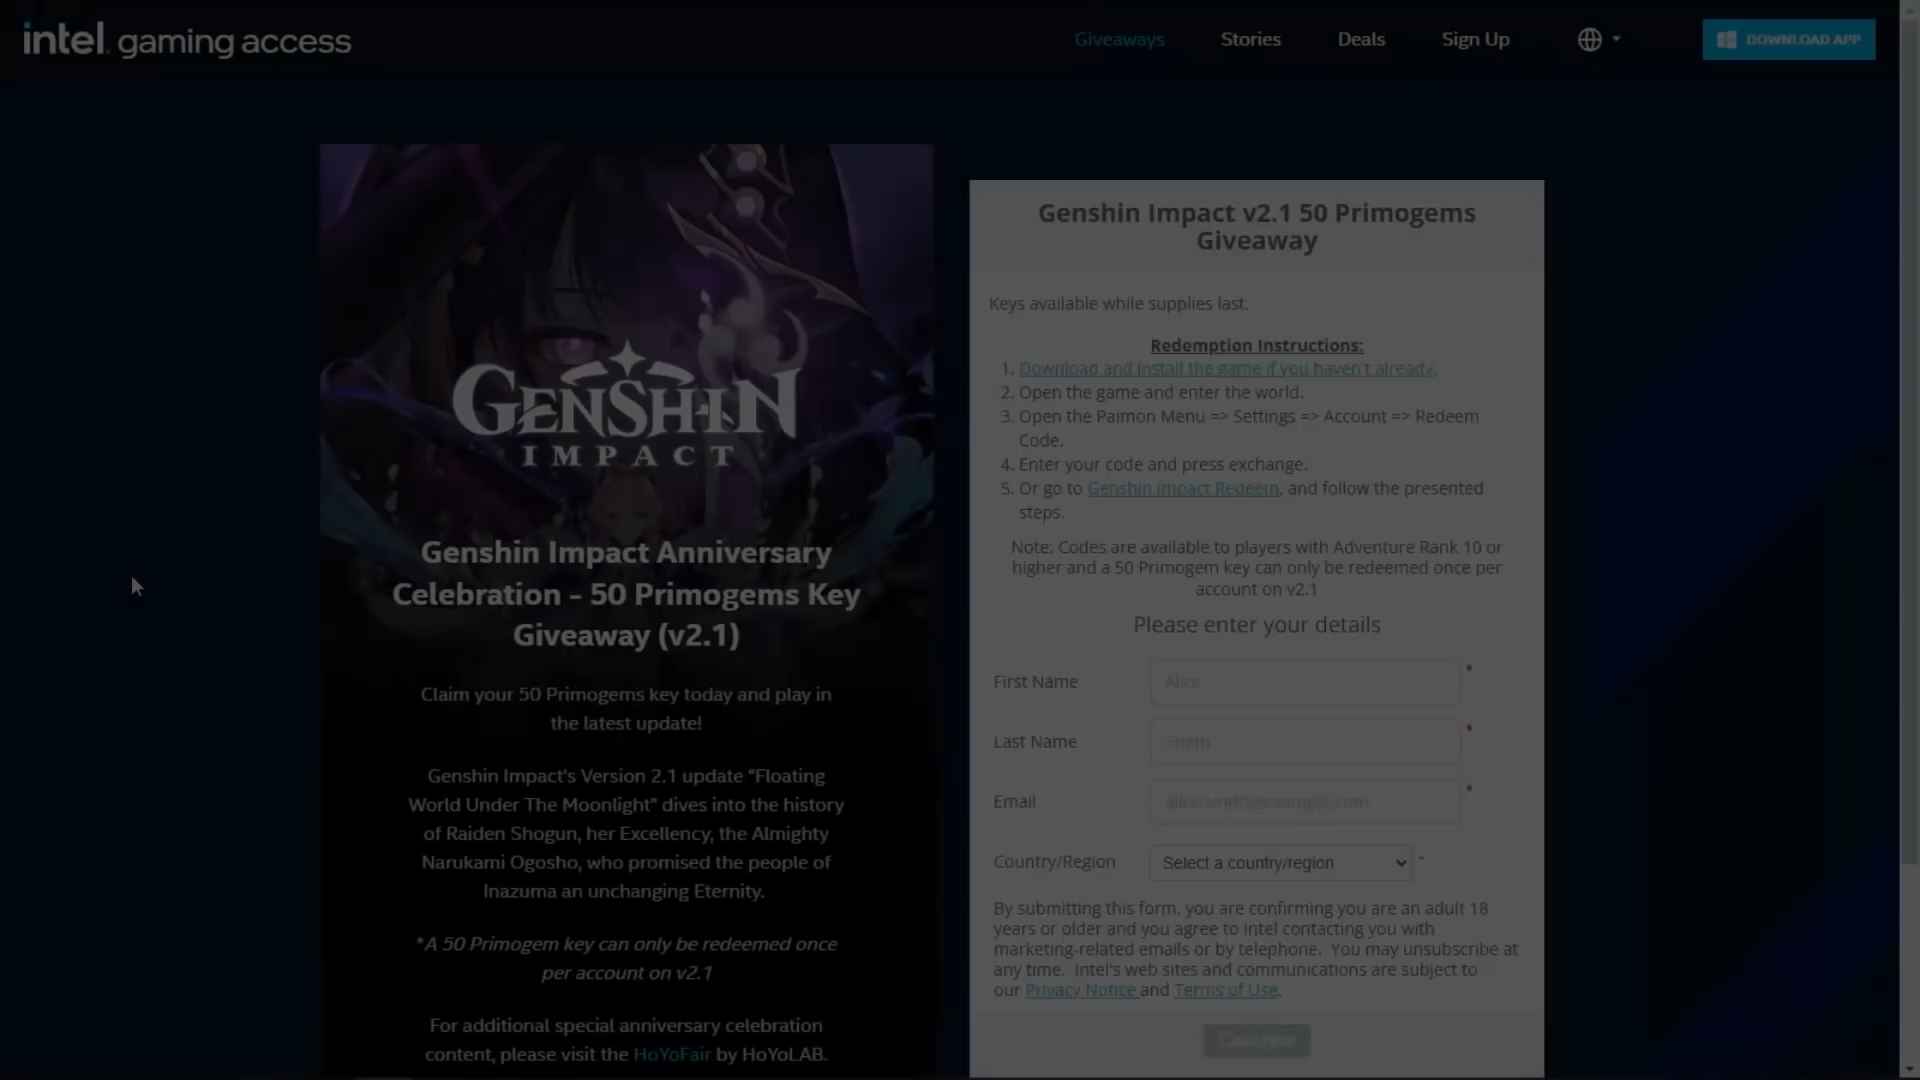 intel. gaming access
Giveaways
Stories
Deals
Sign Up
DOWNLOAD APP
GENSHIN
IMPACT
Genshin Impact Anniversary
Celebration - 50 Primogems Key
Giveaway (v2.1)
Claim your 50 Primogems key today and play in
the latest update!
Genshin Impact's Version 2.1 update "Floating
World Under The Moonlight" dives into the history
of Raiden Shogun, her Excellency, the Almighty
Narukami Ogosho, who promised the people of
Inazuma an unchanging Eternity.
*A 50 Primogem key can only be redeemed once
per account on v2.1
For additional special anniversary celebration
content, please visit the HoYoFair by HoYoLAB.
Genshin Impact v2.1 50 Primogems
Giveaway
Keys available while supplies last.
Redemption Instructions:
1. Download and install the game if you haven't already.
2. Open the game and enter the world.
3. Open the Paimon Menu => Settings => Account => Redeem
Code.
4. Enter your code and press exchange.
5. Or go to Genshin Impact Redeem, and follow the presented
steps.
Note: Codes are available to players with Adventure Rank 10 or
higher and a 50 Primogem key can only be redeemed once per
account on v2.1
Please enter your details
First Name
Alice
*
Last Name
Smith
*
Email
alice.smith@example.com
*
Country/Region
Select a country/region
*
By submitting this form, you are confirming you are an adult 18
years or older and you agree to Intel contacting you with
marketing-related emails or by telephone. You may unsubscribe at
any time. Intel's web sites and communications are subject to
our Privacy Notice and Terms of Use.
Continue